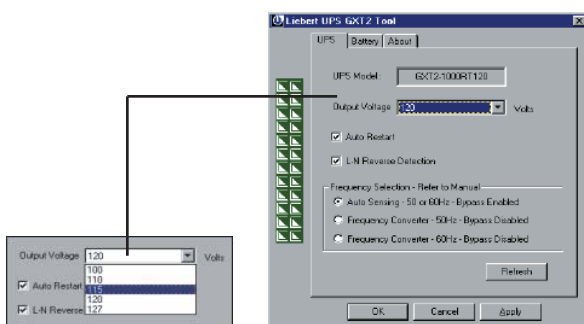 Liebert UPS GXT2 Tool
UPS Battery About
UPS Model: GXT2-1000RT120
Output Voltage 120 Volts
Auto Restart
L-N Reverse Detection
Frequency Selection - Refer to Manual
Auto Sensing - 50 or 60Hz - Bypass Enabled
Frequency Converter - 50Hz - Bypass Disabled
Frequency Converter - 60Hz - Bypass Disabled
Refresh
OK Cancel Apply
Output Voltage 120 Volts
100
110
Auto Restart 115
120
L-N Reverse 127